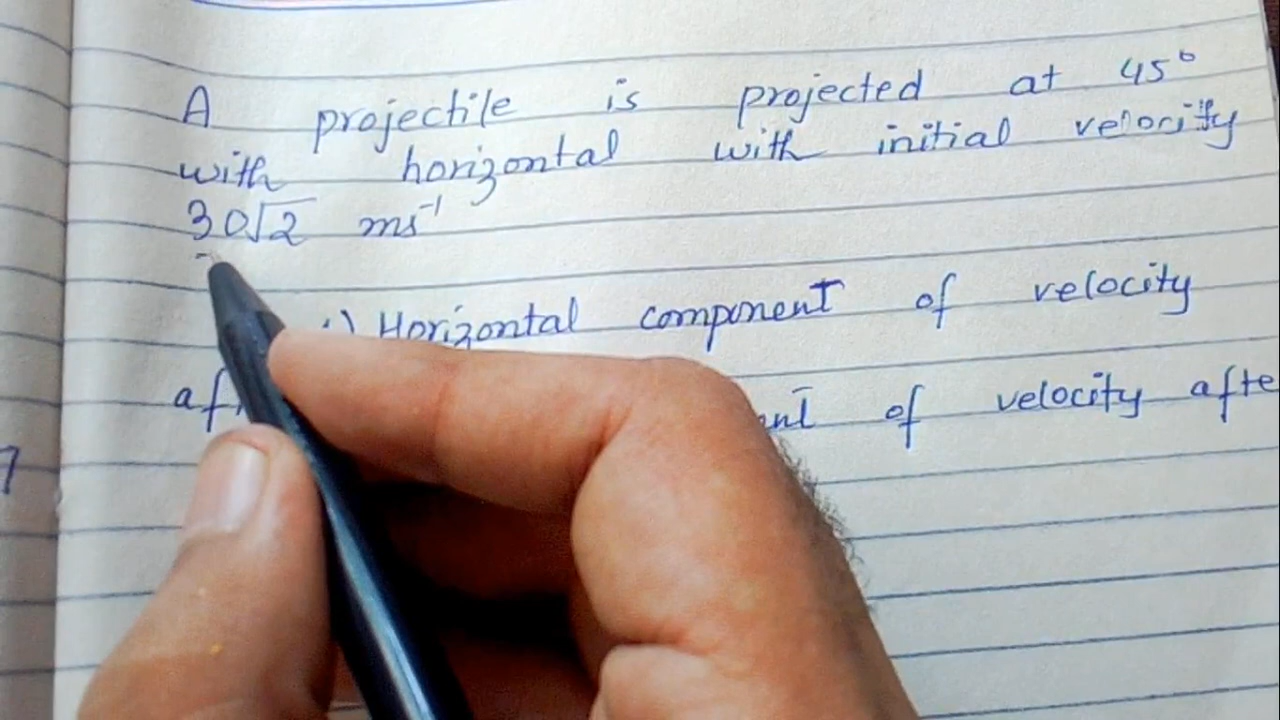 A projectile is projected at 45°
with horizontal with initial velocity
30√2 ms⁻¹
Horizontal component of velocity
of velocity afte